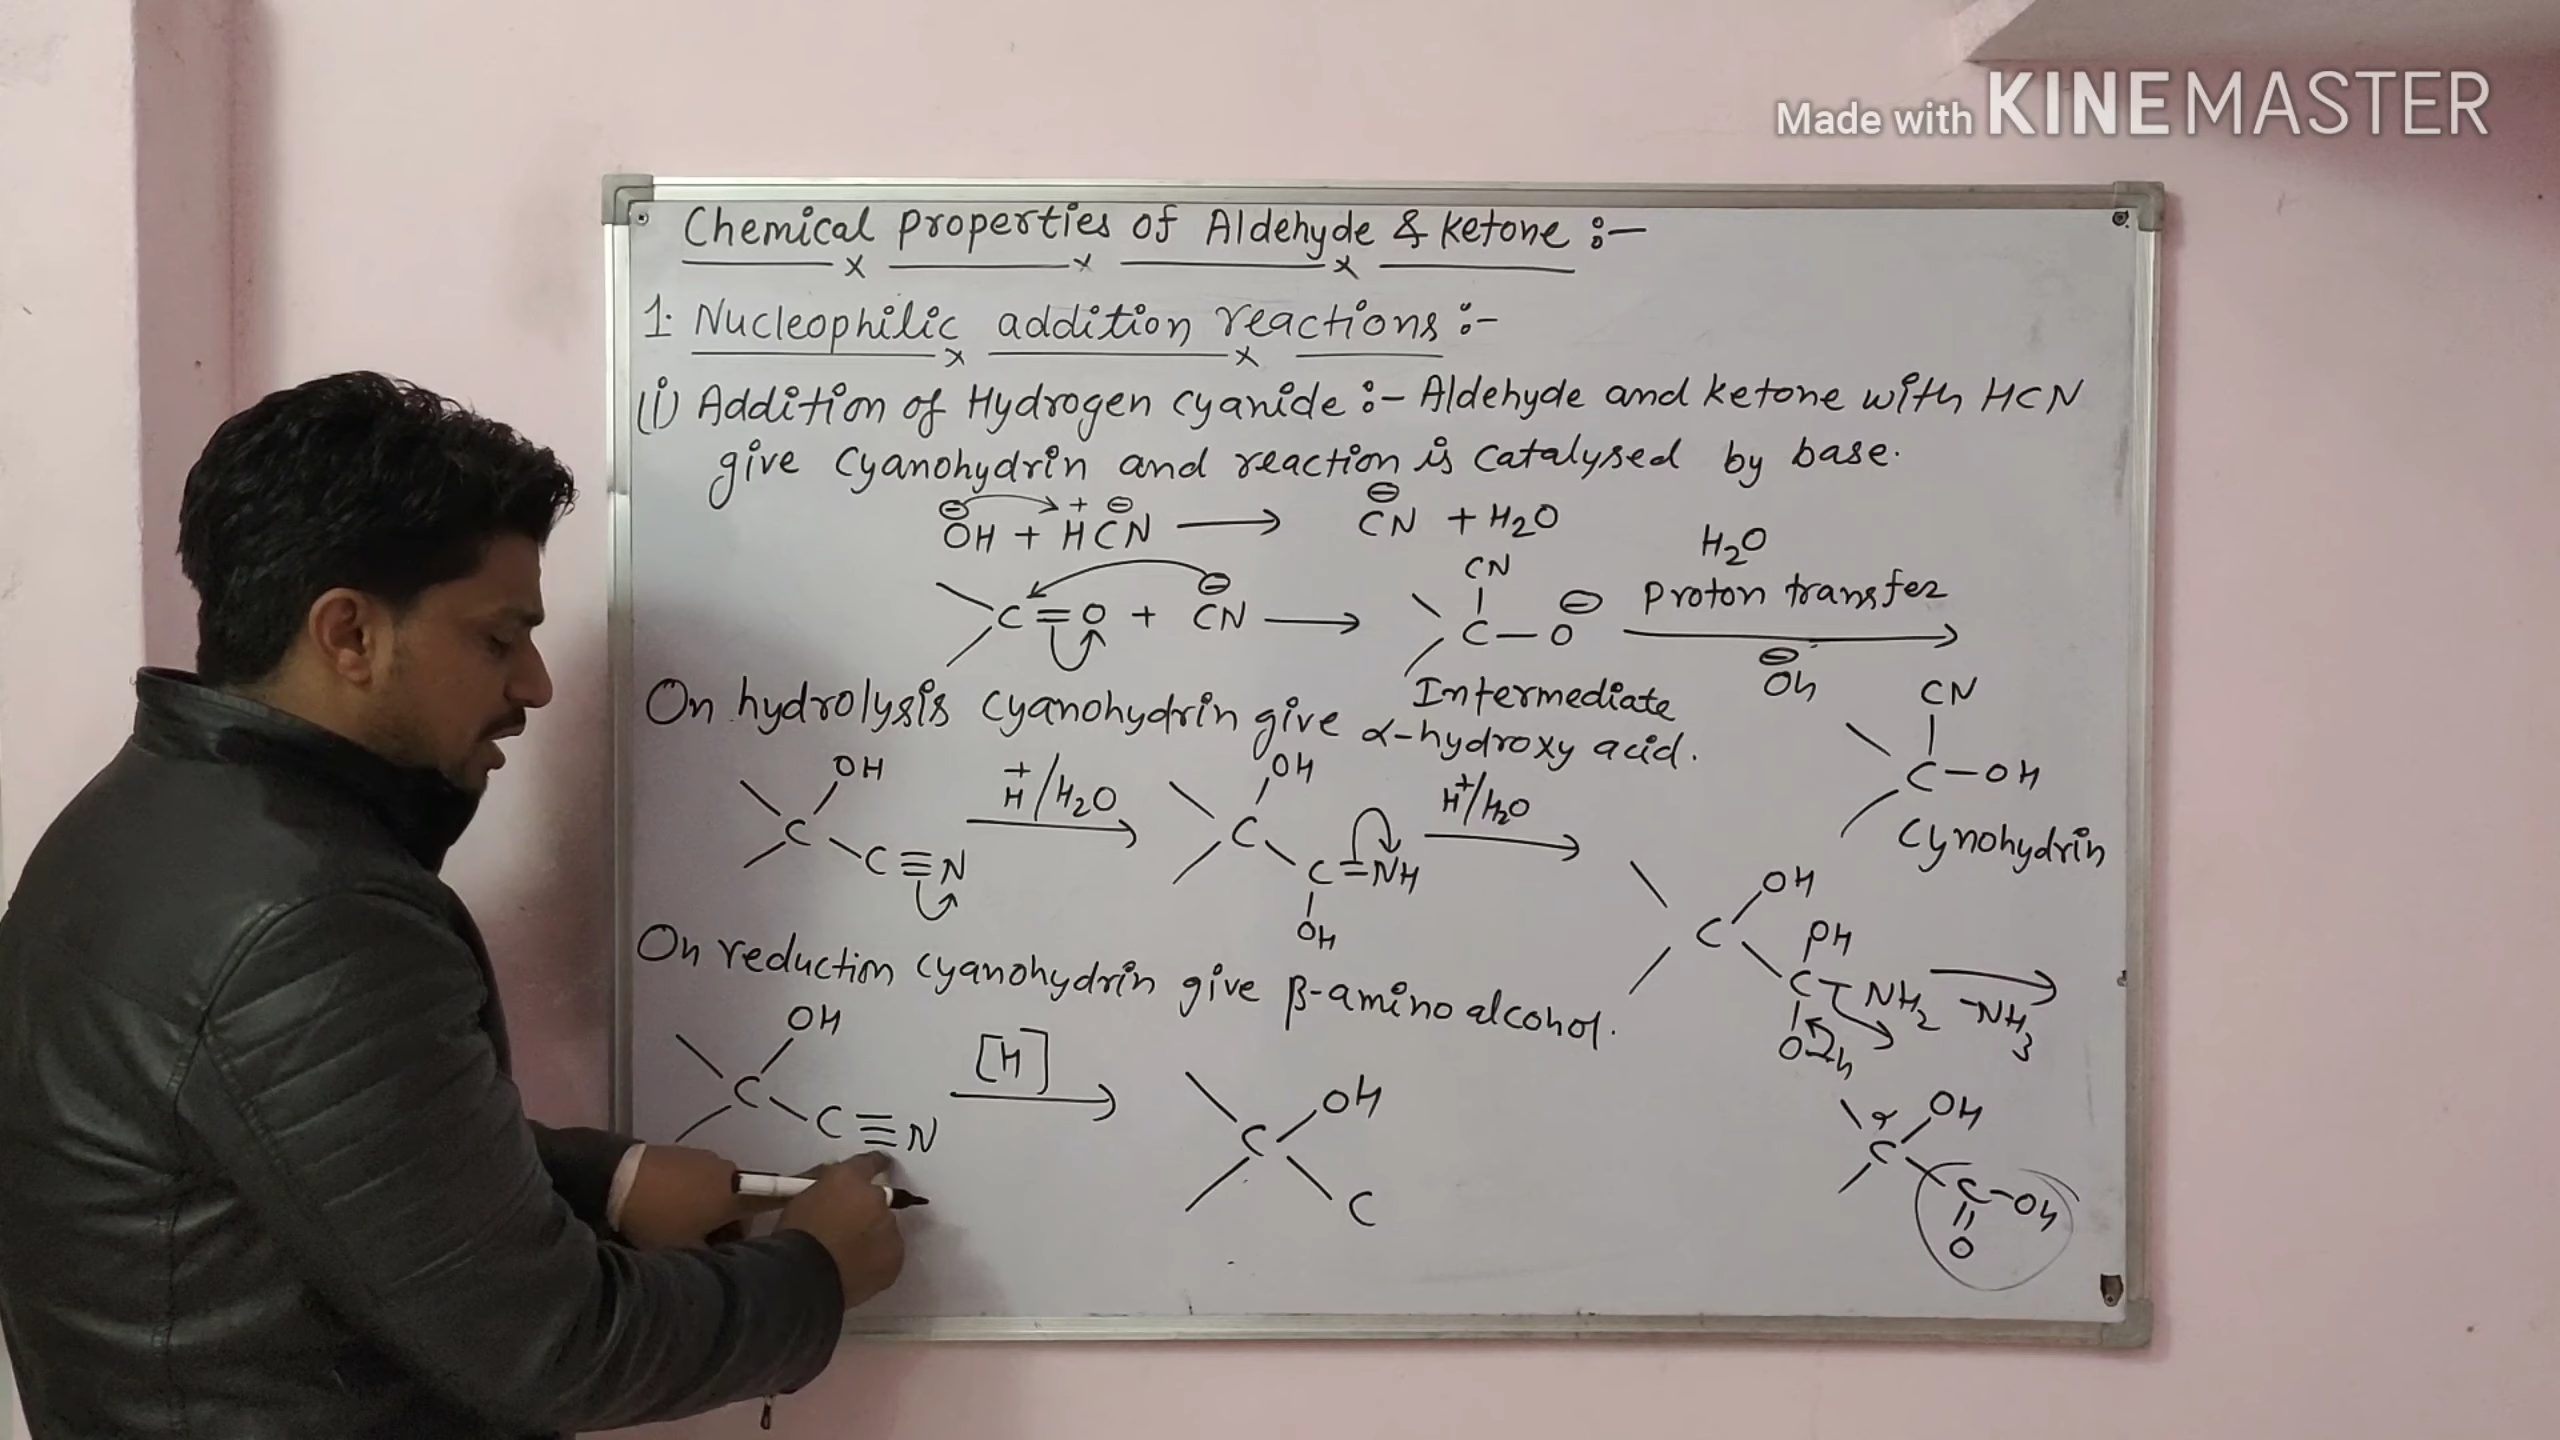 Made with KINEMASTER
Chemical properties of Aldehyde & ketone :-
1. Nucleophilic addition reactions :-
(i) Addition of Hydrogen cyanide :- Aldehyde and ketone with HCN
give cyanohydrin and reaction is catalysed by base.
⊖OH + H⁺C⊖N → ⊖CN + H2O
C=O + ⊖CN → C-O⊖
CN
H2O
Proton transfer
⊖Oh
Intermediate
CN
C-OH
Cynohydrin
On hydrolysis cyanohydrin give α-hydroxy acid.
OH
C
C≡N
H⁺/H2O
OH
C
C=NH
OH
H⁺/H2O
OH
C
C
NH2
-NH3
α
OH
C
C-Oh
O
On reduction cyanohydrin give β-amino alcohol.
OH
C
C≡N
[H]
OH
C
C